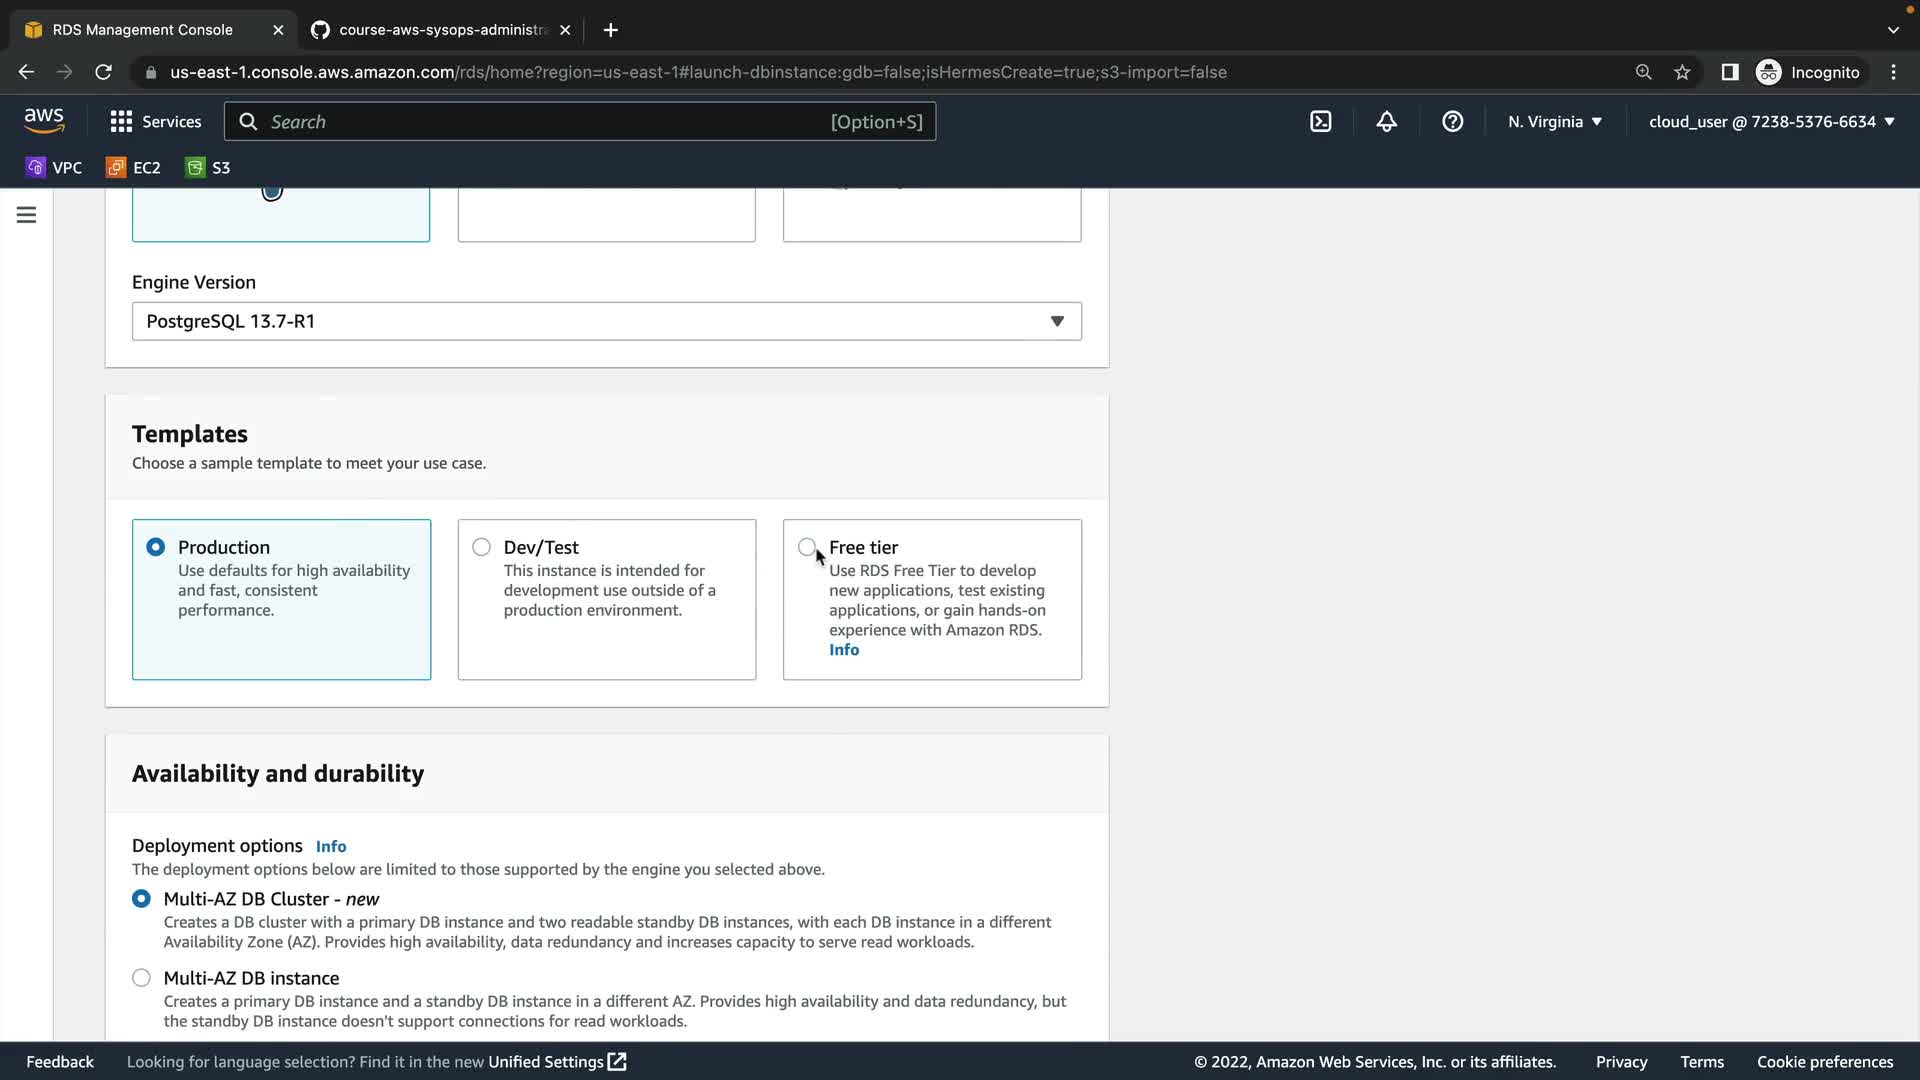 RDS Management Console
course-aws-sysops-administra
us-east-1.console.aws.amazon.com/rds/home?region=us-east-1#launch-dbinstance:gdb=false;isHermesCreate=true;s3-import=false
Incognito
aws
Services
Search
[Option+S]
N. Virginia
cloud_user @ 7238-5376-6634
VPC
EC2
S3
Engine Version
PostgreSQL 13.7-R1
Templates
Choose a sample template to meet your use case.
Production
Use defaults for high availability
and fast, consistent
performance.
Dev/Test
This instance is intended for
development use outside of a
production environment.
Free tier
Use RDS Free Tier to develop
new applications, test existing
applications, or gain hands-on
experience with Amazon RDS.
Info
Availability and durability
Deployment options Info
The deployment options below are limited to those supported by the engine you selected above.
Multi-AZ DB Cluster - new
Creates a DB cluster with a primary DB instance and two readable standby DB instances, with each DB instance in a different
Availability Zone (AZ). Provides high availability, data redundancy and increases capacity to serve read workloads.
Multi-AZ DB instance
Creates a primary DB instance and a standby DB instance in a different AZ. Provides high availability and data redundancy, but
the standby DB instance doesn't support connections for read workloads.
Feedback
Looking for language selection? Find it in the new Unified Settings
© 2022, Amazon Web Services, Inc. or its affiliates.
Privacy
Terms
Cookie preferences